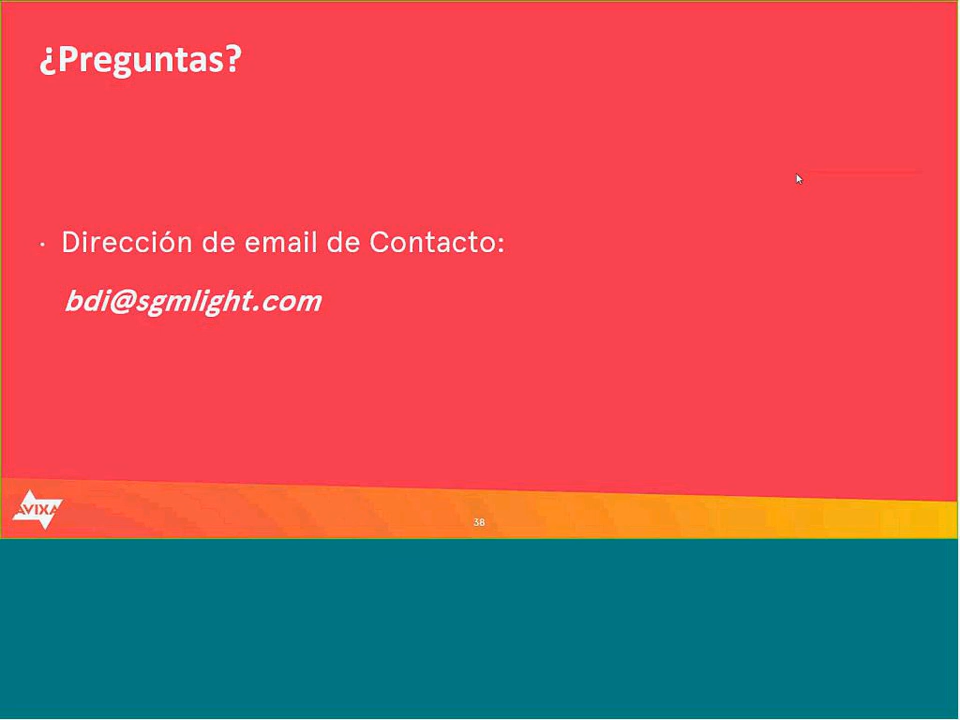 ¿Preguntas?
· Dirección de email de Contacto:
bdi@sgmlight.com
AVIXA
38